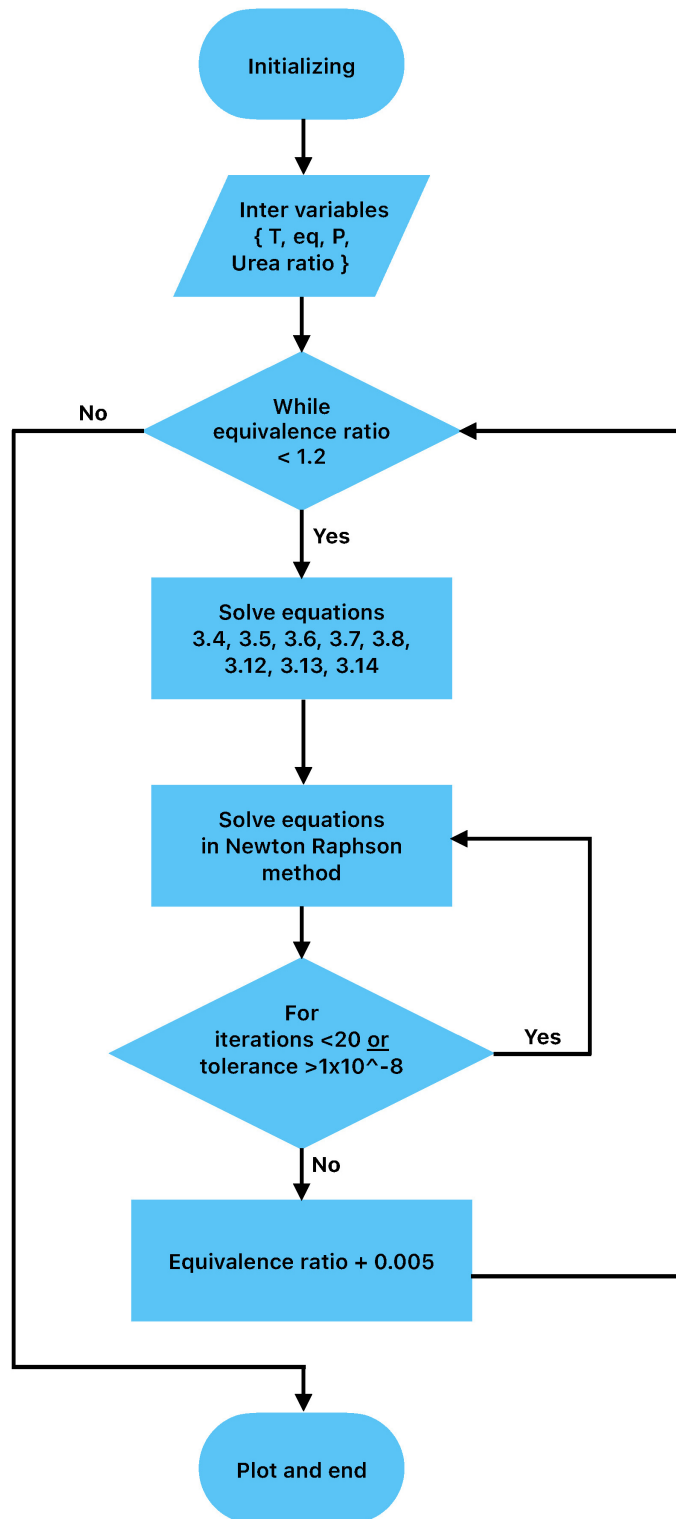 Initializing
Inter variables
{ T, eq, P,
Urea ratio }
While
equivalence ratio
< 1.2
No
Yes
Solve equations
3.4, 3.5, 3.6, 3.7, 3.8,
3.12, 3.13, 3.14
Solve equations
in Newton Raphson
method
For
iterations <20 or
tolerance >1x10^-8
Yes
No
Equivalence ratio + 0.005
Plot and end